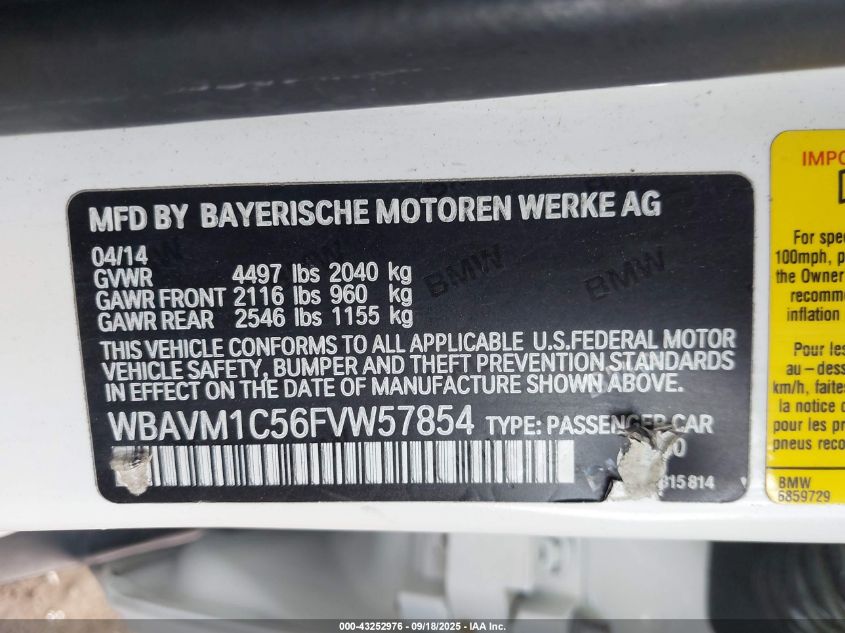 MFD BY BAYERISCHE MOTOREN WERKE AG
04/14
GVWR 4497 lbs 2040 kg
GAWR FRONT 2116 lbs 960 kg
GAWR REAR 2546 lbs 1155 kg
THIS VEHICLE CONFORMS TO ALL APPLICABLE U.S.FEDERAL MOTOR
VEHICLE SAFETY, BUMPER AND THEFT PREVENTION STANDARDS
IN EFFECT ON THE DATE OF MANUFACTURE SHOWN ABOVE.
WBAVM1C56FVW57854 TYPE: PASSENGER CAR
815 814
BMW BMW
For
100mph,
the Owner
inflation
Pour les
au-dess
km/h, faites
la notice
pour les
pneus
BMW
6859729
000-43252976 | 09/18/2025 | IAA Inc.